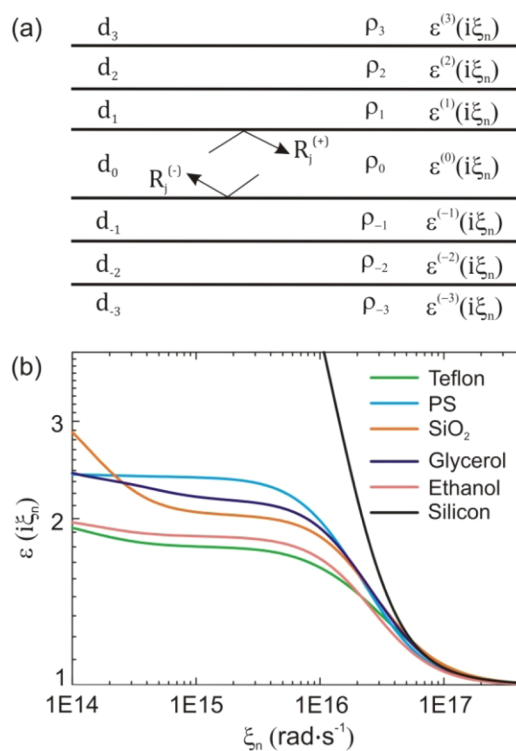 (a)
d₃ ρ₃ ε⁽³⁾(iξₙ)
d₂ ρ₂ ε⁽²⁾(iξₙ)
d₁ ρ₁ ε⁽¹⁾(iξₙ)
Rⱼ⁽⁺⁾
d₀ ρ₀ ε⁽⁰⁾(iξₙ)
Rⱼ⁽⁻⁾
d₋₁ ρ₋₁ ε⁽⁻¹⁾(iξₙ)
d₋₂ ρ₋₂ ε⁽⁻²⁾(iξₙ)
d₋₃ ρ₋₃ ε⁽⁻³⁾(iξₙ)
(b)
Teflon
PS
SiO₂
Glycerol
Ethanol
Silicon
3
2
1
ε (iξₙ)
1E14 1E15 1E16 1E17
ξₙ (rad·s⁻¹)